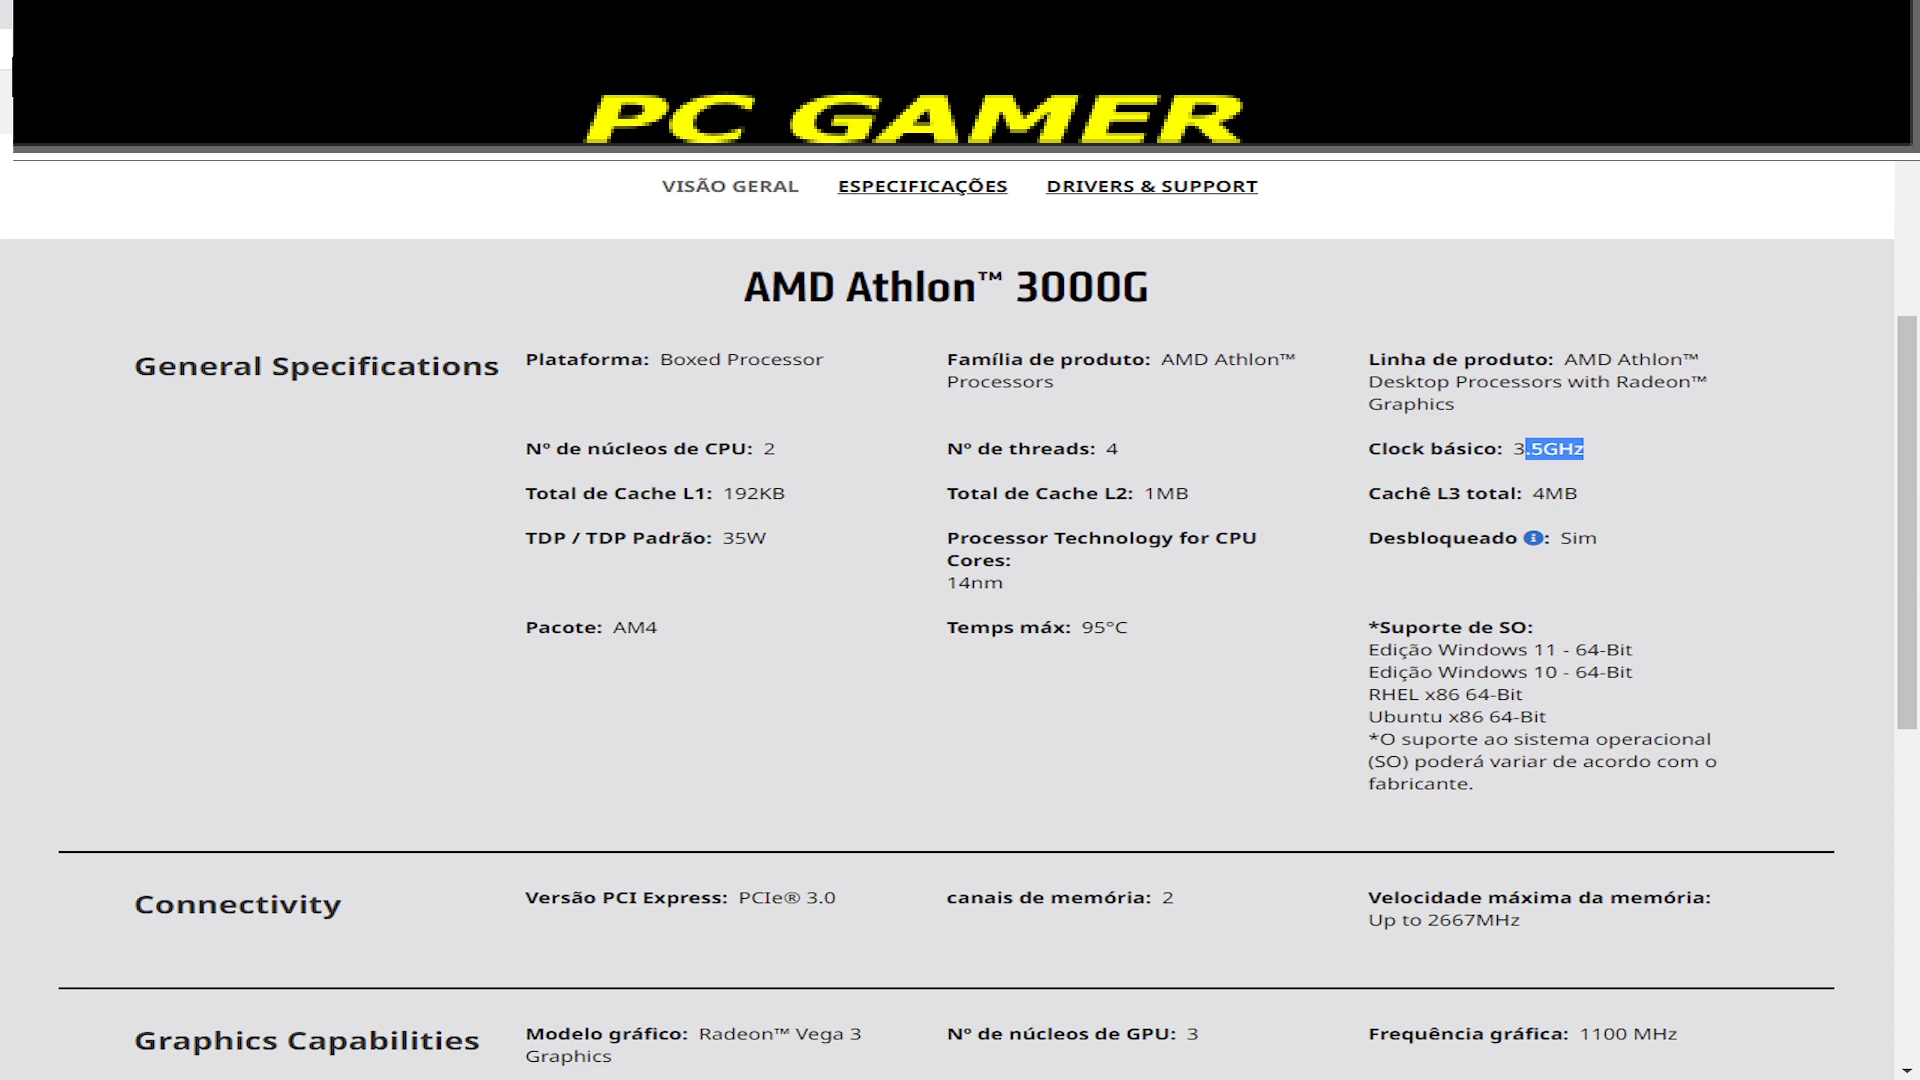 PC GAMER
VISÃO GERAL ESPECIFICAÇÕES DRIVERS & SUPPORT
AMD Athlon™ 3000G
General Specifications
Plataforma: Boxed Processor
Família de produto: AMD Athlon™
Processors
Linha de produto: AMD Athlon™
Desktop Processors with Radeon™
Graphics
Nº de núcleos de CPU: 2
Nº de threads: 4
Clock básico: 3.5GHz
Total de Cache L1: 192KB
Total de Cache L2: 1MB
Cachê L3 total: 4MB
TDP / TDP Padrão: 35W
Processor Technology for CPU
Cores:
14nm
Desbloqueado i: Sim
Pacote: AM4
Temps máx: 95°C
*Suporte de SO:
Edição Windows 11 - 64-Bit
Edição Windows 10 - 64-Bit
RHEL x86 64-Bit
Ubuntu x86 64-Bit
*O suporte ao sistema operacional
(SO) poderá variar de acordo com o
fabricante.
Connectivity
Versão PCI Express: PCIe® 3.0
canais de memória: 2
Velocidade máxima da memória:
Up to 2667MHz
Graphics Capabilities
Modelo gráfico: Radeon™ Vega 3
Graphics
Nº de núcleos de GPU: 3
Frequência gráfica: 1100 MHz